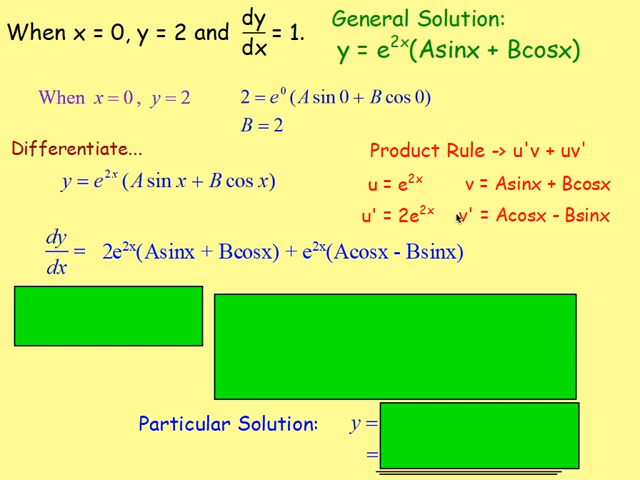 When x = 0, y = 2 and dy/dx = 1.
General Solution:
y = e^2x(Asinx + Bcosx)
When x = 0 , y = 2
2 = e^0 (A sin 0 + B cos 0)
B = 2
Differentiate...
y = e^2x (A sin x + B cos x)
Product Rule -> u'v + uv'
u = e^2x v = Asinx + Bcosx
u' = 2e^2x v' = Acosx - Bsinx
dy/dx = 2e^2x(Asinx + Bcosx) + e^2x(Acosx - Bsinx)
Particular Solution: y =
=